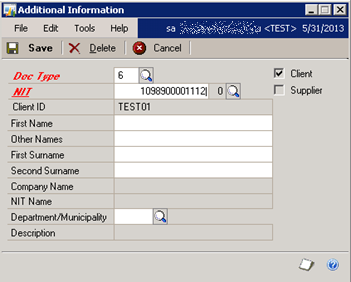 Additional Information
File Edit Tools Help sa <TEST> 5/31/2013
Save Delete Cancel
Doc Type 6 Client
NIT 1098900001112 0 Supplier
Client ID TEST01
First Name
Other Names
First Surname
Second Surname
Company Name
NIT Name
Department/Municipality
Description